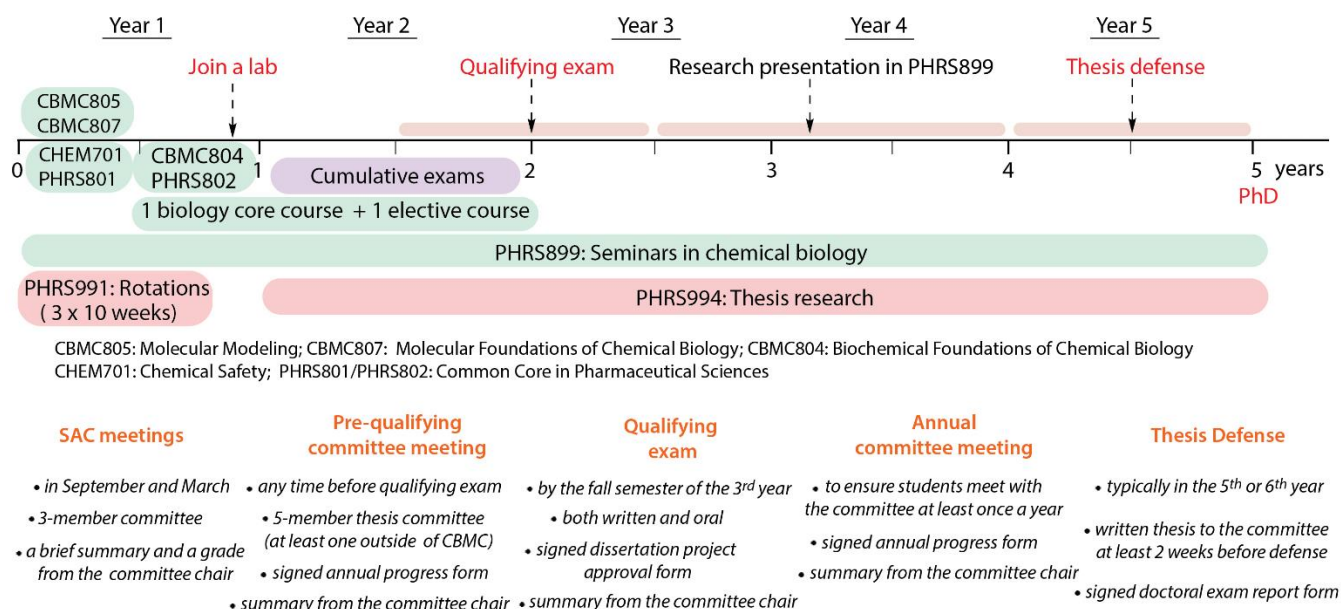 Year 1
Year 2
Year 3
Year 4
Year 5
Join a lab
Qualifying exam
Research presentation in PHRS899
Thesis defense
CBMC805
CBMC807
0
1
2
3
4
5
years
CHEM701
PHRS801
CBMC804
PHRS802
Cumulative exams
PhD
1 biology core course + 1 elective course
PHRS899: Seminars in chemical biology
PHRS991: Rotations
( 3 x 10 weeks)
PHRS994: Thesis research
CBMC805: Molecular Modeling; CBMC807: Molecular Foundations of Chemical Biology; CBMC804: Biochemical Foundations of Chemical Biology
CHEM701: Chemical Safety; PHRS801/PHRS802: Common Core in Pharmaceutical Sciences
SAC meetings
• in September and March
• 3-member committee
• a brief summary and a grade
from the committee chair
Pre-qualifying
committee meeting
• any time before qualifying exam
• 5-member thesis committee
(at least one outside of CBMC)
• signed annual progress form
• summary from the committee chair
Qualifying
exam
• by the fall semester of the 3rd year
• both written and oral
• signed dissertation project
approval form
• summary from the committee chair
Annual
committee meeting
• to ensure students meet with
the committee at least once a year
• signed annual progress form
• summary from the committee chair
Thesis Defense
• typically in the 5th or 6th year
• written thesis to the committee
at least 2 weeks before defense
• signed doctoral exam report form